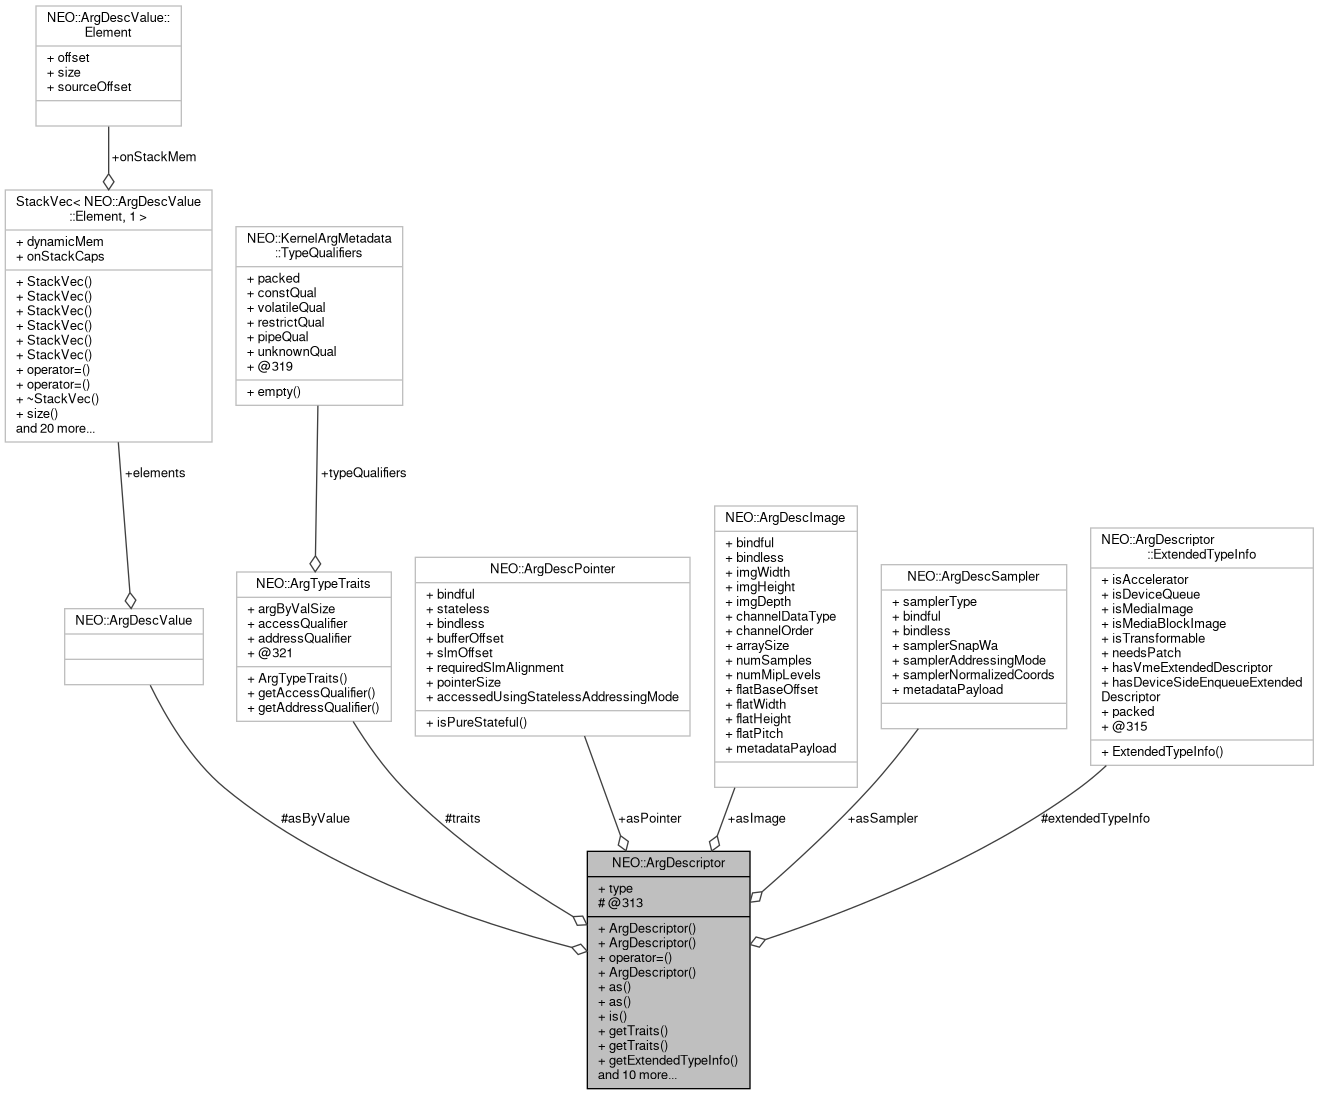 NEO::ArgDescValue::
Element
+ offset
+ size
+ sourceOffset
+onStackMem
StackVec< NEO::ArgDescValue
::Element, 1 >
+ dynamicMem
+ onStackCaps
+ StackVec()
+ StackVec()
+ StackVec()
+ StackVec()
+ StackVec()
+ StackVec()
+ operator=()
+ operator=()
+ ~StackVec()
+ size()
and 20 more...
+elements
NEO::ArgDescValue
#asByValue
NEO::KernelArgMetadata
::TypeQualifiers
+ packed
+ constQual
+ volatileQual
+ restrictQual
+ pipeQual
+ unknownQual
+ @319
+ empty()
+typeQualifiers
NEO::ArgTypeTraits
+ argByValSize
+ accessQualifier
+ addressQualifier
+ @321
+ ArgTypeTraits()
+ getAccessQualifier()
+ getAddressQualifier()
#traits
NEO::ArgDescPointer
+ bindful
+ stateless
+ bindless
+ bufferOffset
+ slmOffset
+ requiredSlmAlignment
+ pointerSize
+ accessedUsingStatelessAddressingMode
+ isPureStateful()
+asPointer
NEO::ArgDescImage
+ bindful
+ bindless
+ imgWidth
+ imgHeight
+ imgDepth
+ channelDataType
+ channelOrder
+ arraySize
+ numSamples
+ numMipLevels
+ flatBaseOffset
+ flatWidth
+ flatHeight
+ flatPitch
+ metadataPayload
+asImage
NEO::ArgDescSampler
+ samplerType
+ bindful
+ bindless
+ samplerSnapWa
+ samplerAddressingMode
+ samplerNormalizedCoords
+ metadataPayload
+asSampler
NEO::ArgDescriptor
::ExtendedTypeInfo
+ isAccelerator
+ isDeviceQueue
+ isMediaImage
+ isMediaBlockImage
+ isTransformable
+ needsPatch
+ hasVmeExtendedDescriptor
+ hasDeviceSideEnqueueExtended
Descriptor
+ packed
+ @315
+ ExtendedTypeInfo()
#extendedTypeInfo
NEO::ArgDescriptor
+ type
# @313
+ ArgDescriptor()
+ ArgDescriptor()
+ operator=()
+ ArgDescriptor()
+ as()
+ as()
+ is()
+ getTraits()
+ getTraits()
+ getExtendedTypeInfo()
and 10 more...